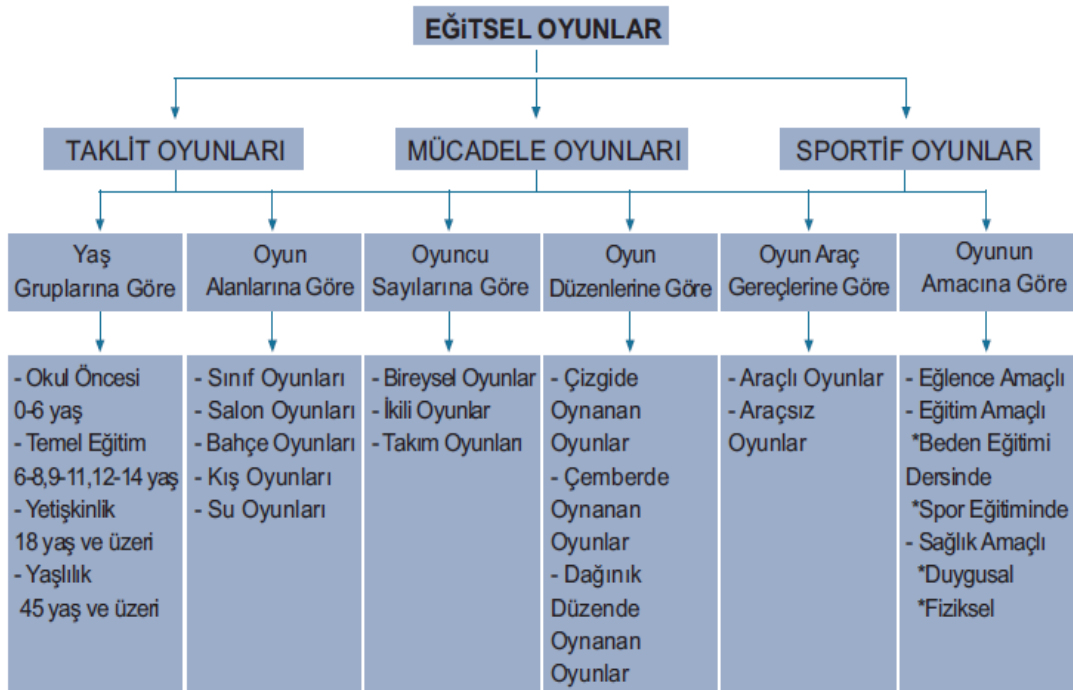 EĞiTSEL OYUNLAR
TAKLİT OYUNLARI
MÜCADELE OYUNLARI
SPORTİF OYUNLAR
Yaş
Gruplarına Göre
Oyun
Alanlarına Göre
Oyuncu
Sayılarına Göre
Oyun
Düzenlerine Göre
Oyun Araç
Gereçlerine Göre
Oyunun
Amacına Göre
- Okul Öncesi
0-6 yaş
- Temel Eğitim
6-8,9-11,12-14 yaş
- Yetişkinlik
18 yaş ve üzeri
- Yaşlılık
45 yaş ve üzeri
- Sınıf Oyunları
- Salon Oyunları
- Bahçe Oyunları
- Kış Oyunları
- Su Oyunları
- Bireysel Oyunlar
- İkili Oyunlar
- Takım Oyunları
- Çizgide
Oynanan
Oyunlar
- Çemberde
Oynanan
Oyunlar
- Dağınık
Düzende
Oynanan
Oyunlar
- Araçlı Oyunlar
- Araçsız
Oyunlar
- Eğlence Amaçlı
- Eğitim Amaçlı
*Beden Eğitimi
Dersinde
*Spor Eğitiminde
- Sağlık Amaçlı
*Duygusal
*Fiziksel